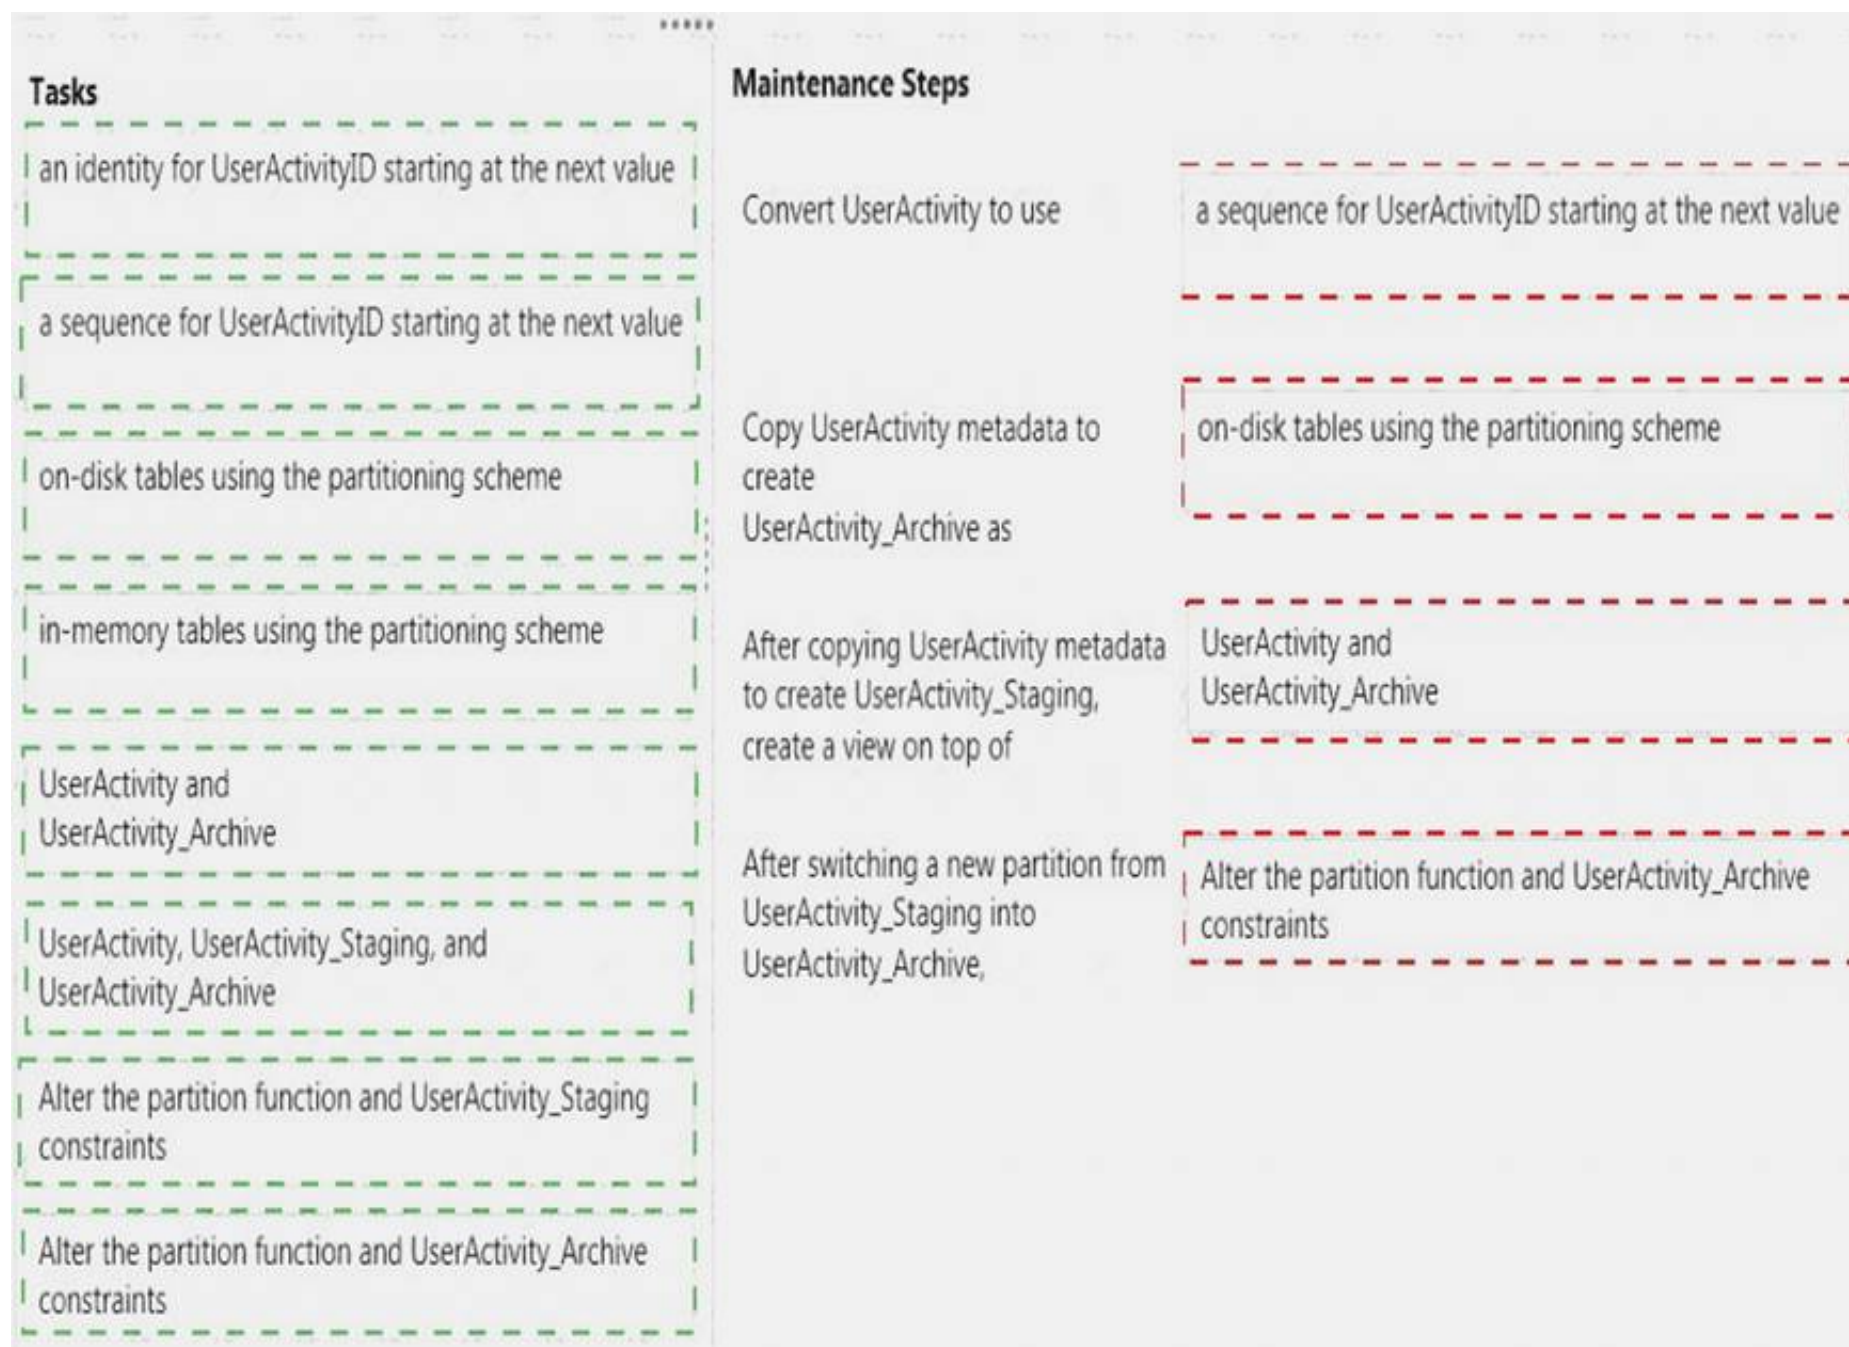 Tasks
an identity for UserActivityID starting at the next value
a sequence for UserActivityID starting at the next value
on-disk tables using the partitioning scheme
in-memory tables using the partitioning scheme
UserActivity and
UserActivity_Archive
UserActivity, UserActivity_Staging, and
UserActivity_Archive
Alter the partition function and UserActivity_Staging
constraints
Alter the partition function and UserActivity_Archive
constraints
Maintenance Steps
Convert UserActivity to use
a sequence for UserActivityID starting at the next value
Copy UserActivity metadata to
create
UserActivity_Archive as
on-disk tables using the partitioning scheme
After copying UserActivity metadata
to create UserActivity_Staging,
create a view on top of
UserActivity and
UserActivity_Archive
After switching a new partition from
UserActivity_Staging into
UserActivity_Archive,
Alter the partition function and UserActivity_Archive
constraints